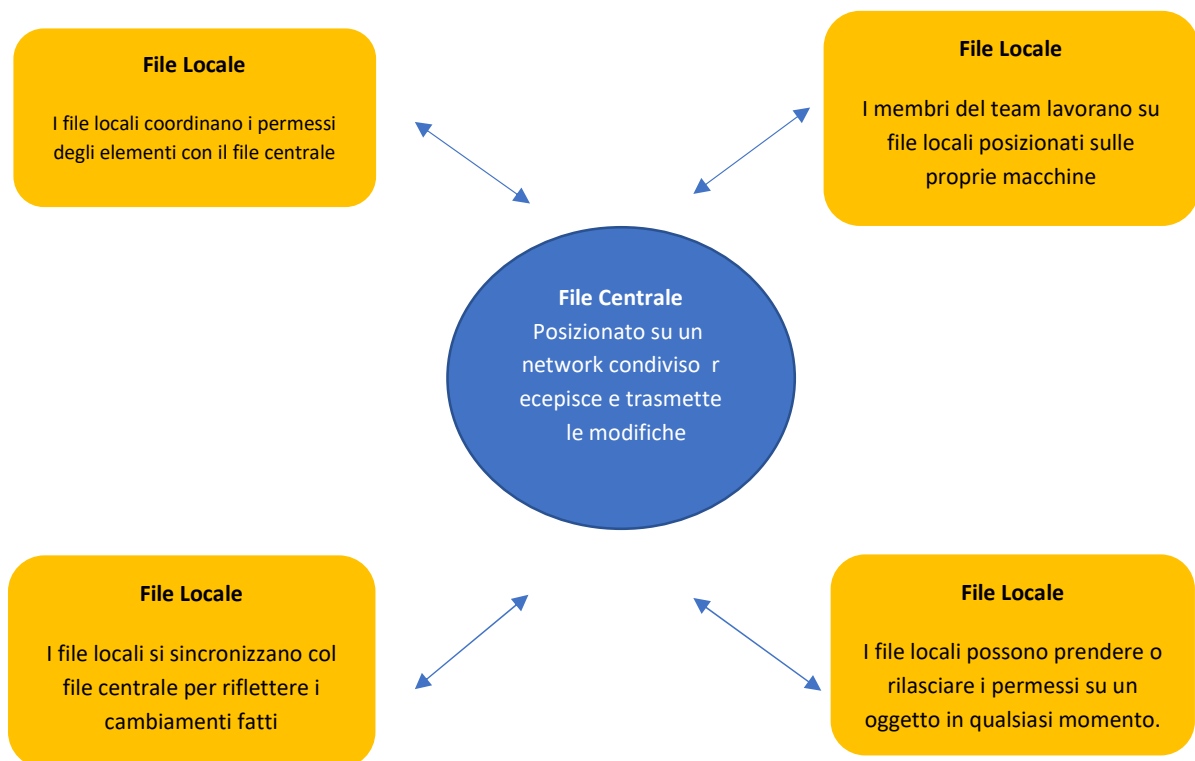 File Locale
I file locali coordinano i permessi
degli elementi con il file centrale
File Locale
I membri del team lavorano su
file locali posizionati sulle
proprie macchine
File Centrale
Posizionato su un
network condiviso  r
ecepisce e trasmette
le modifiche
File Locale
I file locali si sincronizzano col
file centrale per riflettere i
cambiamenti fatti
File Locale
I file locali possono prendere o
rilasciare i permessi su un
oggetto in qualsiasi momento.